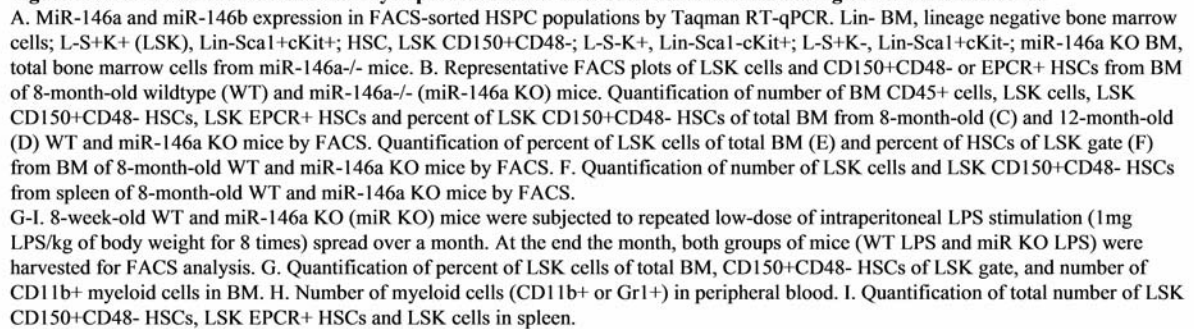 A. MiR-146a and miR-146b expression in FACS-sorted HSPC populations by Taqman RT-qPCR. Lin- BM, lineage negative bone marrow
cells; L-S+K+ (LSK), Lin-Sca1+cKit+; HSC, LSK CD150+CD48-; L-S-K+, Lin-Sca1-cKit+; L-S+K-, Lin-Sca1+cKit-; miR-146a KO BM,
total bone marrow cells from miR-146a-/- mice. B. Representative FACS plots of LSK cells and CD150+CD48- or EPCR+ HSCs from BM
of 8-month-old wildtype (WT) and miR-146a-/- (miR-146a KO) mice. Quantification of number of BM CD45+ cells, LSK cells, LSK
CD150+CD48- HSCs, LSK EPCR+ HSCs and percent of LSK CD150+CD48- HSCs of total BM from 8-month-old (C) and 12-month-old
(D) WT and miR-146a KO mice by FACS. Quantification of percent of LSK cells of total BM (E) and percent of HSCs of LSK gate (F)
from BM of 8-month-old WT and miR-146a KO mice by FACS. F. Quantification of number of LSK cells and LSK CD150+CD48- HSCs
from spleen of 8-month-old WT and miR-146a KO mice by FACS.
G-I. 8-week-old WT and miR-146a KO (miR KO) mice were subjected to repeated low-dose of intraperitoneal LPS stimulation (1mg
LPS/kg of body weight for 8 times) spread over a month. At the end the month, both groups of mice (WT LPS and miR KO LPS) were
harvested for FACS analysis. G. Quantification of percent of LSK cells of total BM, CD150+CD48- HSCs of LSK gate, and number of
CD11b+ myeloid cells in BM. H. Number of myeloid cells (CD11b+ or Gr1+) in peripheral blood. I. Quantification of total number of LSK
CD150+CD48- HSCs, LSK EPCR+ HSCs and LSK cells in spleen.